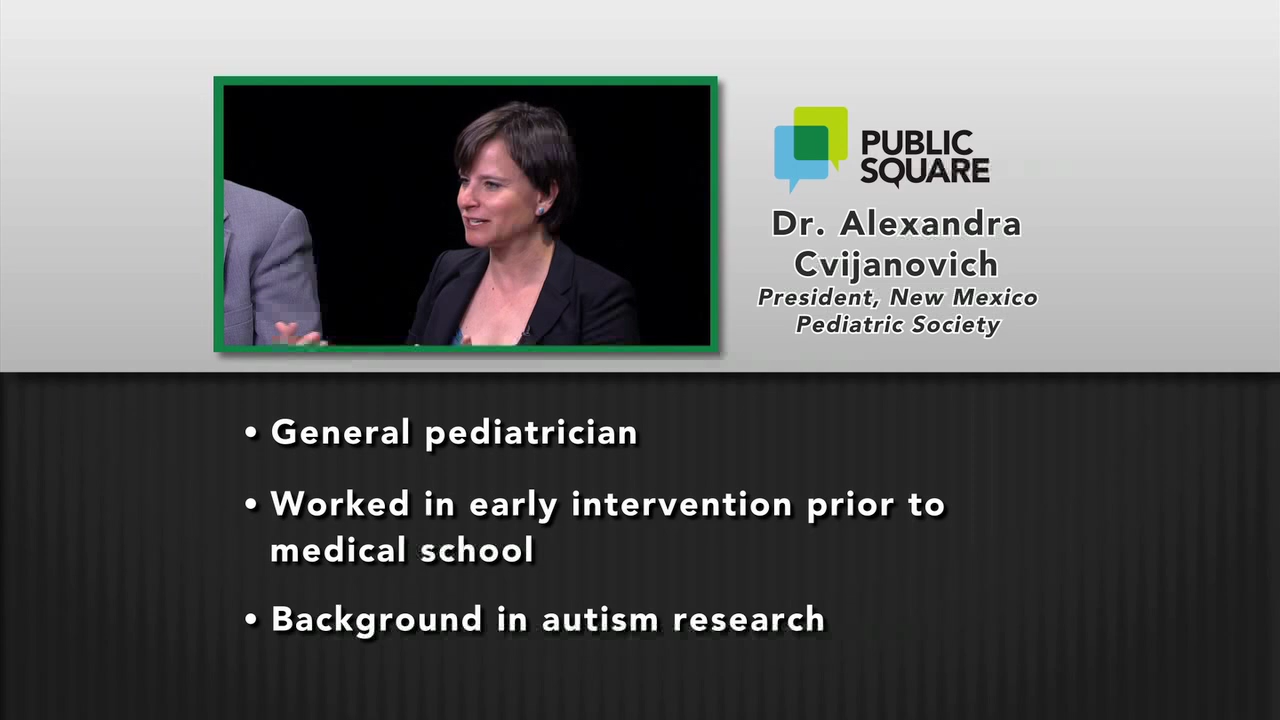 PUBLIC
SQUARE
Dr. Alexandra
Cvijanovich
President, New Mexico
Pediatric Society
• General pediatrician
• Worked in early intervention prior to
medical school
• Background in autism research